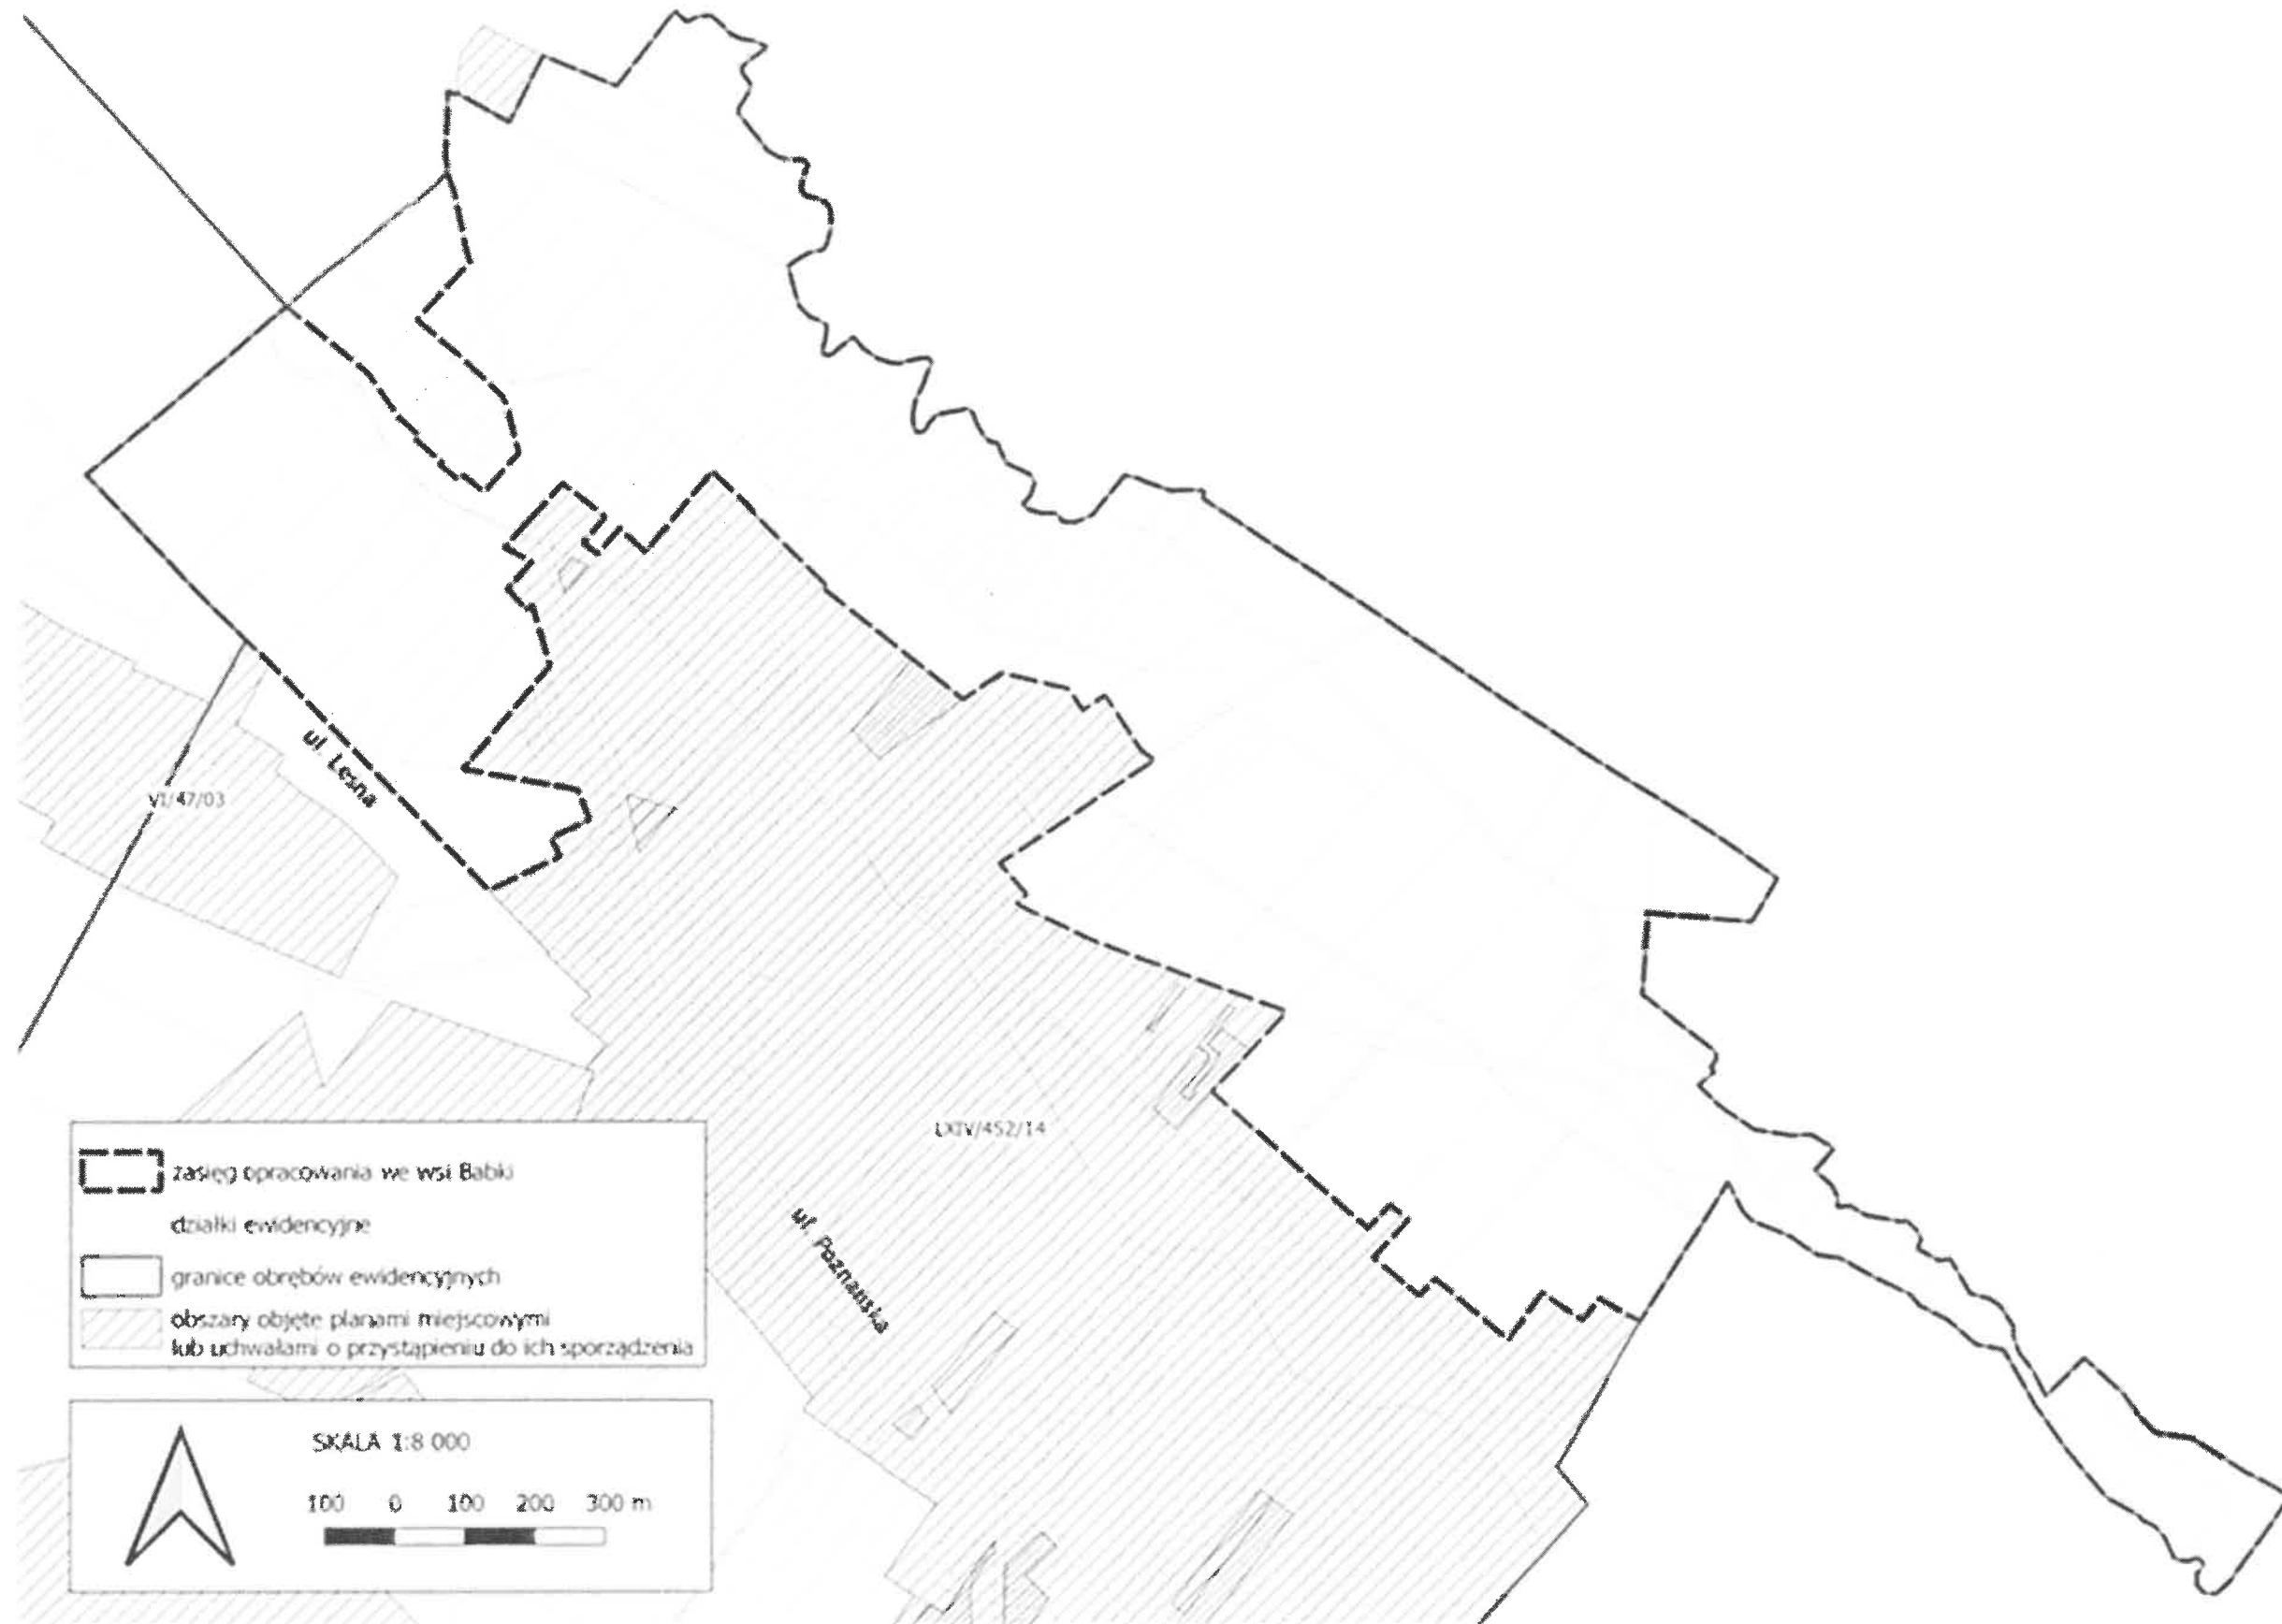 ul. Leśna
VI/47/03
LXIV/452/14
ul. Poznańska
zasięg opracowania we wsi Babki
działki ewidencyjne
granice obrębów ewidencyjnych
obszary objęte planami miejscowymi
lub uchwałami o przystąpieniu do ich sporządzenia
SKALA 1:8 000
100 0 100 200 300 m